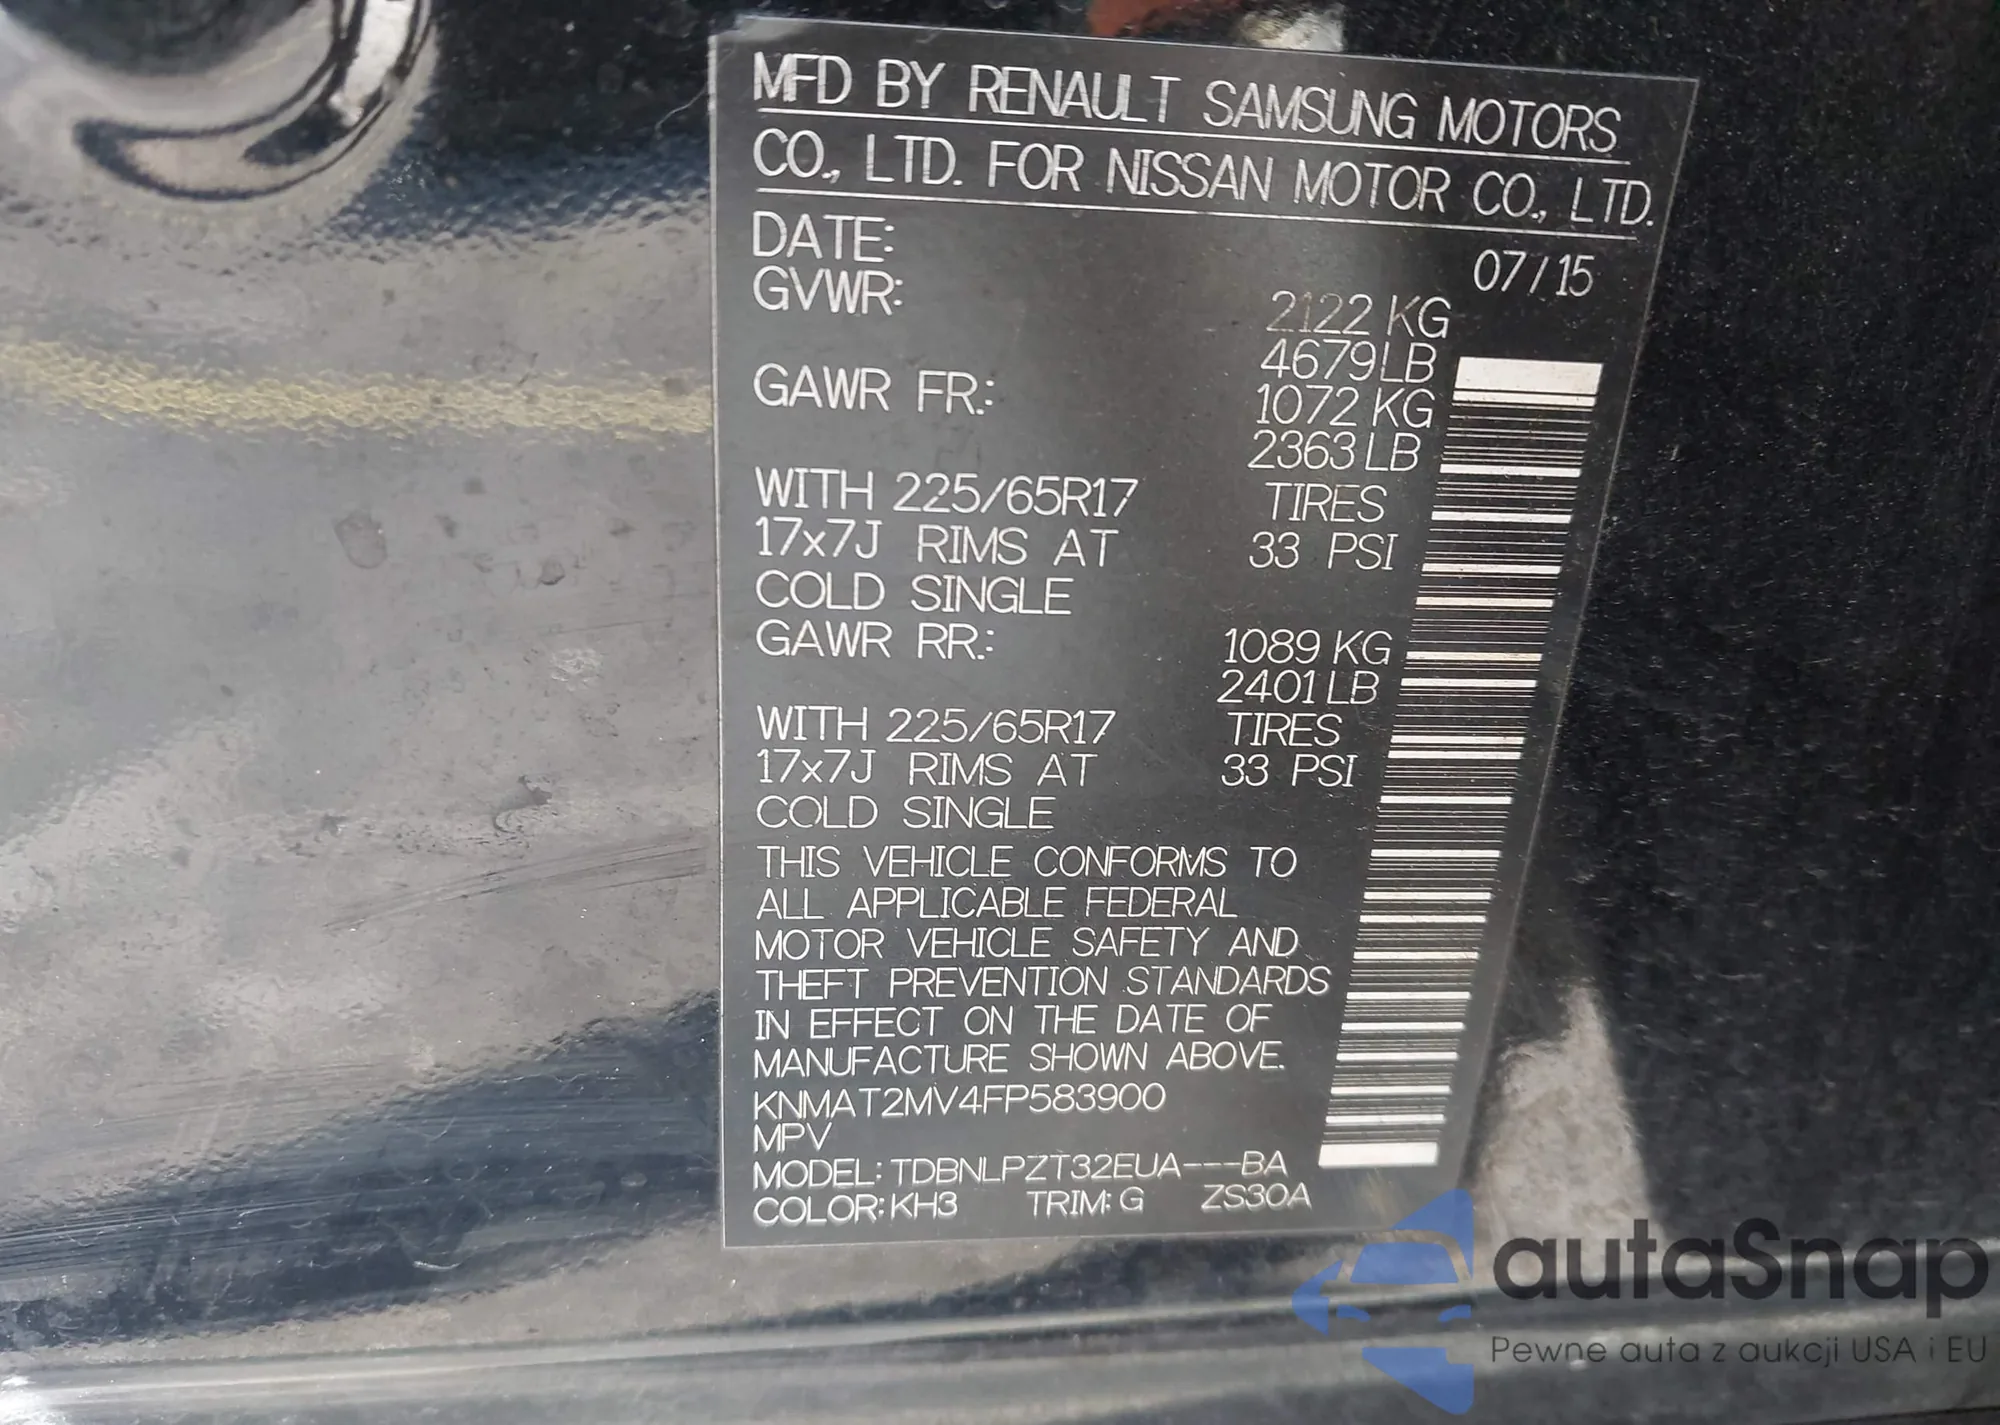 MFD BY RENAULT SAMSUNG MOTORS
CO., LTD. FOR NISSAN MOTOR CO., LTD.
DATE: 07/15
GVWR: 2122 KG
4679 LB
GAWR FR.: 1072 KG
2363 LB
WITH 225/65R17 TIRES
17x7J RIMS AT 33 PSI
COLD SINGLE
GAWR RR.: 1089 KG
2401 LB
WITH 225/65R17 TIRES
17x7J RIMS AT 33 PSI
COLD SINGLE
THIS VEHICLE CONFORMS TO
ALL APPLICABLE FEDERAL
MOTOR VEHICLE SAFETY AND
THEFT PREVENTION STANDARDS
IN EFFECT ON THE DATE OF
MANUFACTURE SHOWN ABOVE.
KNMAT2MV4FP583900
MPV
MODEL: TDBNLPZT32EUA---BA
COLOR: KH3 TRIM: G ZS30A
autaSnap
Pewne auta z aukcji USA i EU